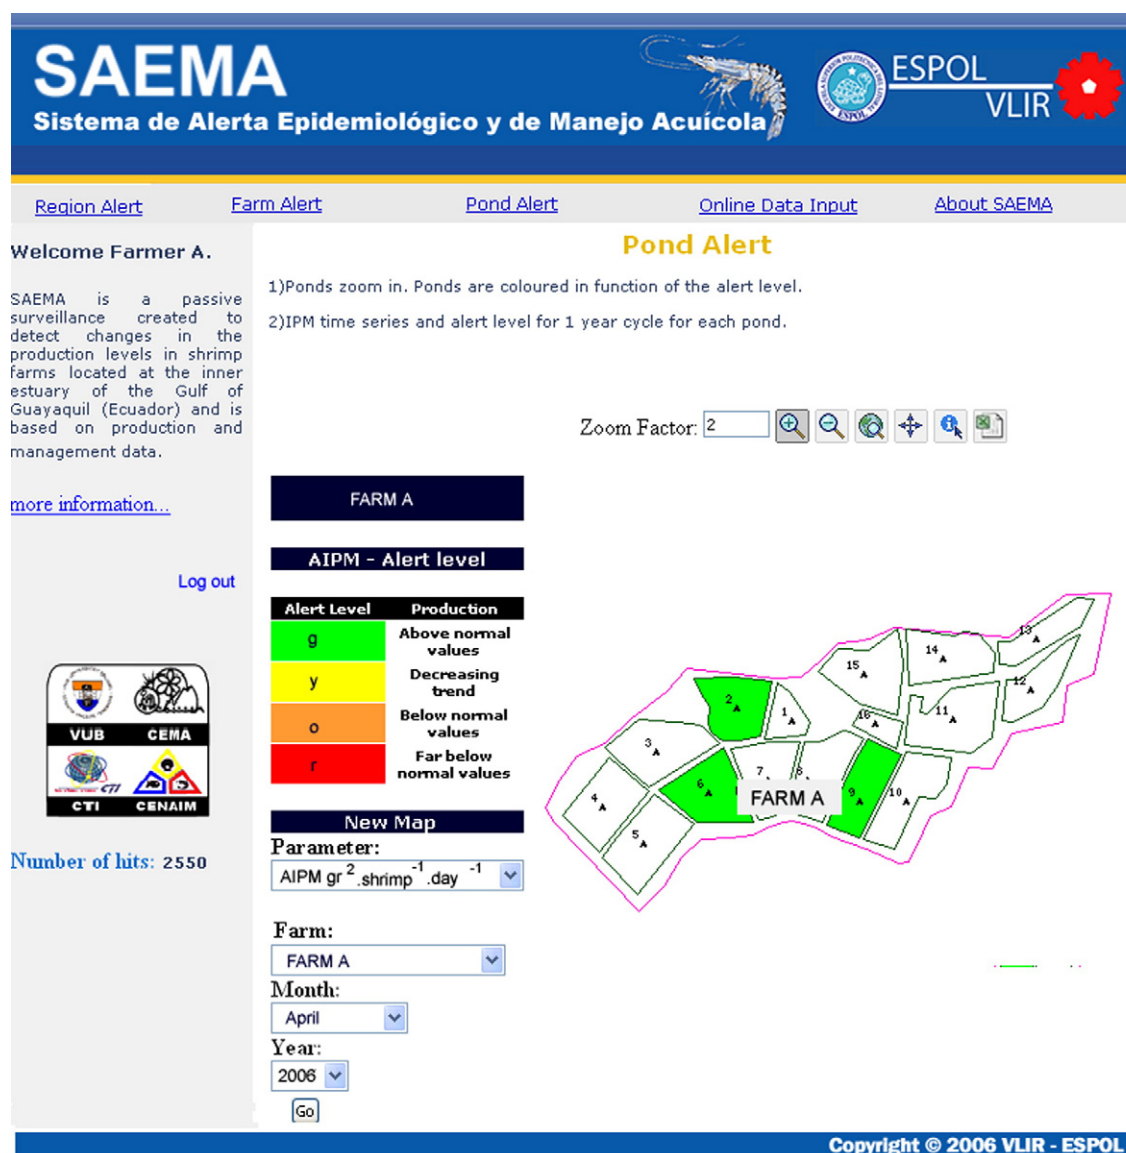 SAEMA
Sistema de Alerta Epidemiológico y de Manejo Acuícola
ESPOL
ESPOL
VLIR
Region Alert
Farm Alert
Pond Alert
Online Data Input
About SAEMA
Welcome Farmer A.
SAEMA is a passive
surveillance created to
detect changes in the
production levels in shrimp
farms located at the inner
estuary of the Gulf of
Guayaquil (Ecuador) and is
based on production and
management data.
more information...
Log out
VUB
CEMA
CTI
CTI
CENAIM
Number of hits: 2550
Pond Alert
1)Ponds zoom in. Ponds are coloured in function of the alert level.
2)IPM time series and alert level for 1 year cycle for each pond.
Zoom Factor: 2
FARM A
AIPM - Alert level
Alert Level Production
g Above normal
values
y Decreasing
trend
o Below normal
values
r Far below
normal values
New Map
Parameter:
AIPM gr 2 .shrimp -1 .day -1
Farm:
FARM A
Month:
April
Year:
2006
Go
13
A
14
A
15
A
12
A
2
A
1
A
16
A
11
A
3
A
6
A
7
8
9
A
10
A
FARM A
4
A
5
A
Copyright © 2006 VLIR - ESPOL